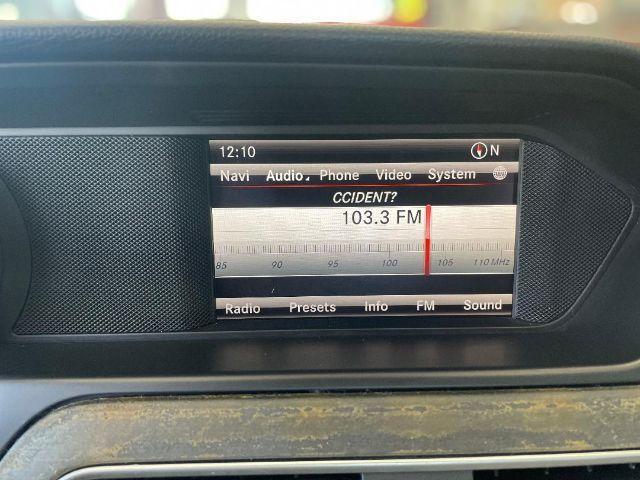 12:10 N
Navi Audio Phone Video System
CCIDENT?
103.3 FM
85 90 95 100 105 110 MHz
Radio Presets Info FM Sound